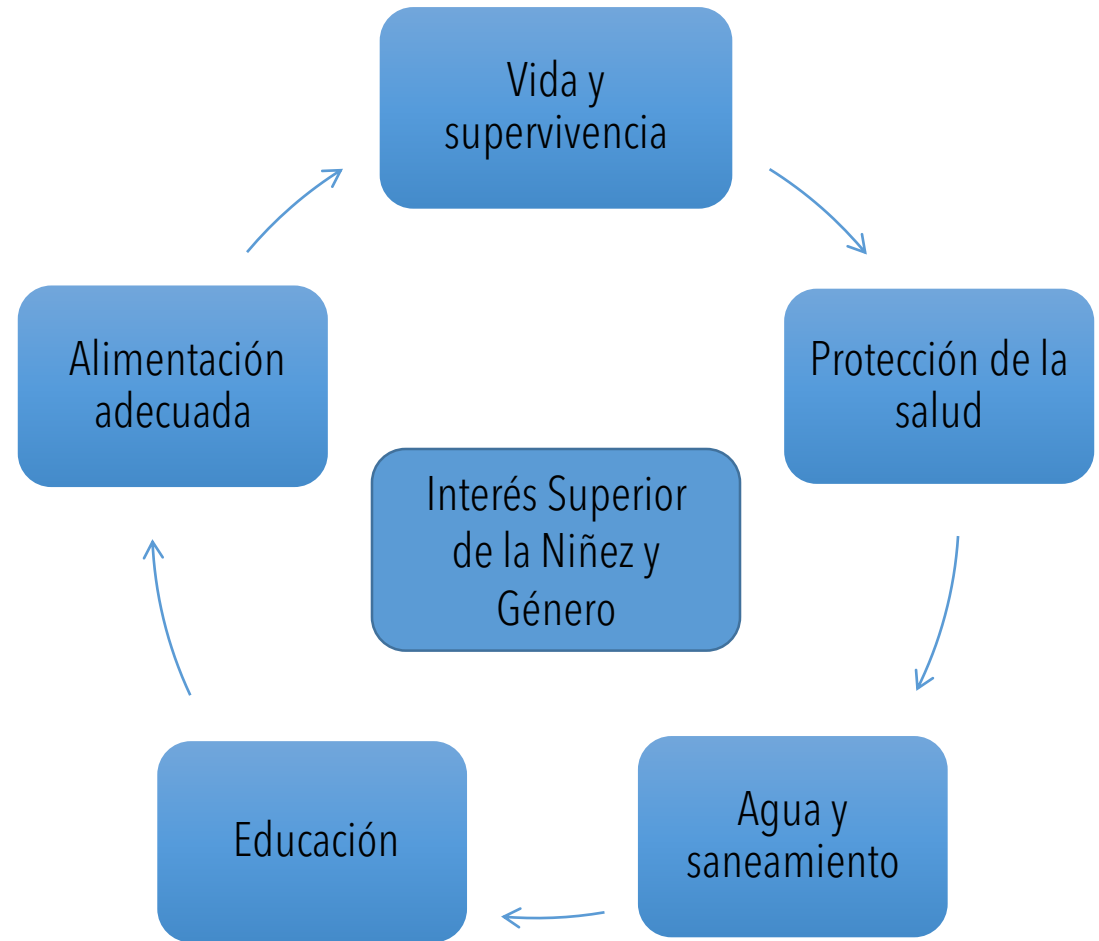 Vida y
supervivencia
Protección de la
salud
Agua y
saneamiento
Educación
Alimentación
adecuada
Interés Superior
de la Niñez y
Género